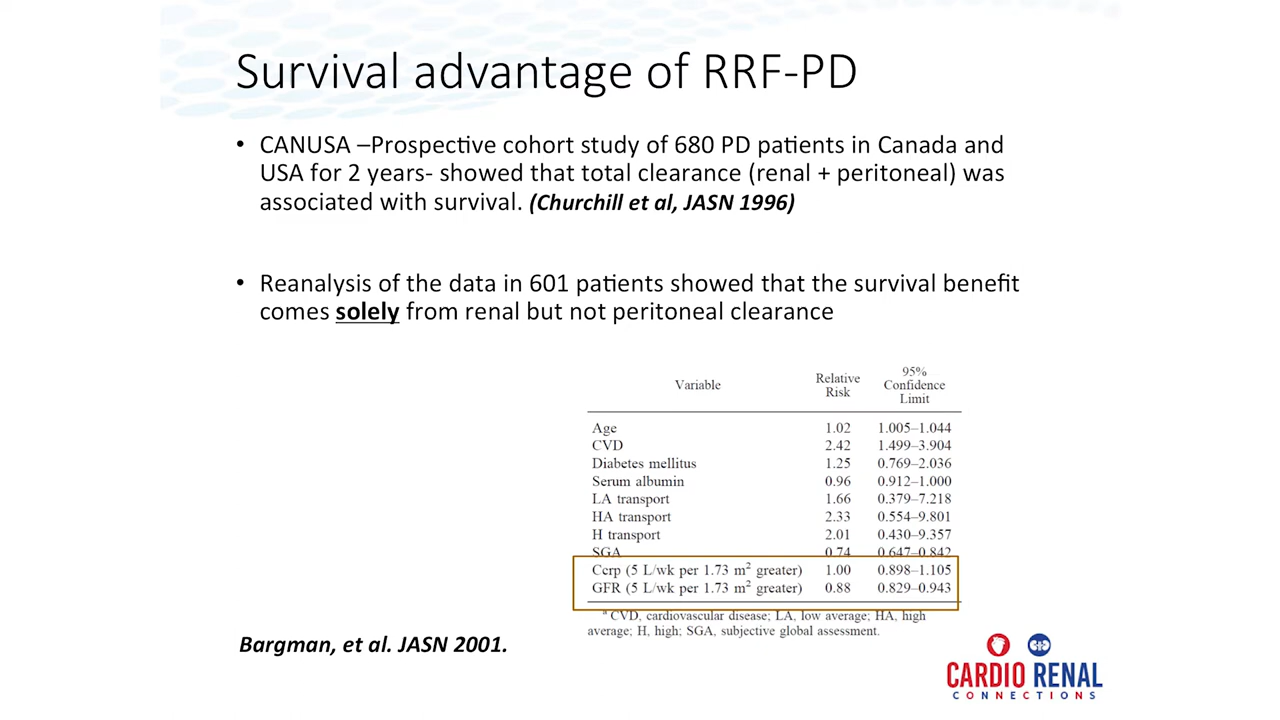 Survival advantage of RRF-PD
• CANUSA –Prospective cohort study of 680 PD patients in Canada and
USA for 2 years- showed that total clearance (renal + peritoneal) was
associated with survival. (Churchill et al, JASN 1996)
• Reanalysis of the data in 601 patients showed that the survival benefit
comes solely from renal but not peritoneal clearance
Variable Relative Risk 95% Confidence Limit
Age 1.02 1.005–1.044
CVD 2.42 1.499–3.904
Diabetes mellitus 1.25 0.769–2.036
Serum albumin 0.96 0.912–1.000
LA transport 1.66 0.379–7.218
HA transport 2.33 0.554–9.801
H transport 2.01 0.430–9.357
SGA 0.74 0.647–0.842
Ccrp (5 L/wk per 1.73 m² greater) 1.00 0.898–1.105
GFR (5 L/wk per 1.73 m² greater) 0.88 0.829–0.943
ᵃ CVD, cardiovascular disease; LA, low average; HA, high
average; H, high; SGA, subjective global assessment.
Bargman, et al. JASN 2001.
CARDIO RENAL
CONNECTIONS